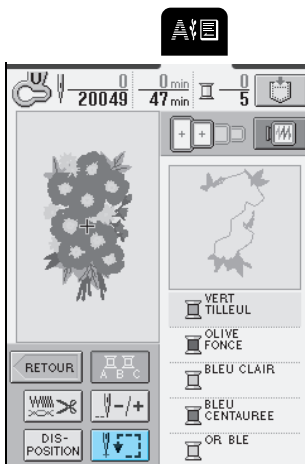 A
U
0
20049
0 min
47 min
0
5
VERT
TILLEUL
OLIVE
FONCE
BLEU CLAIR
BLEU
CENTAUREE
OR BLE
RETOUR
A B C
-/+
DIS-
POSITION